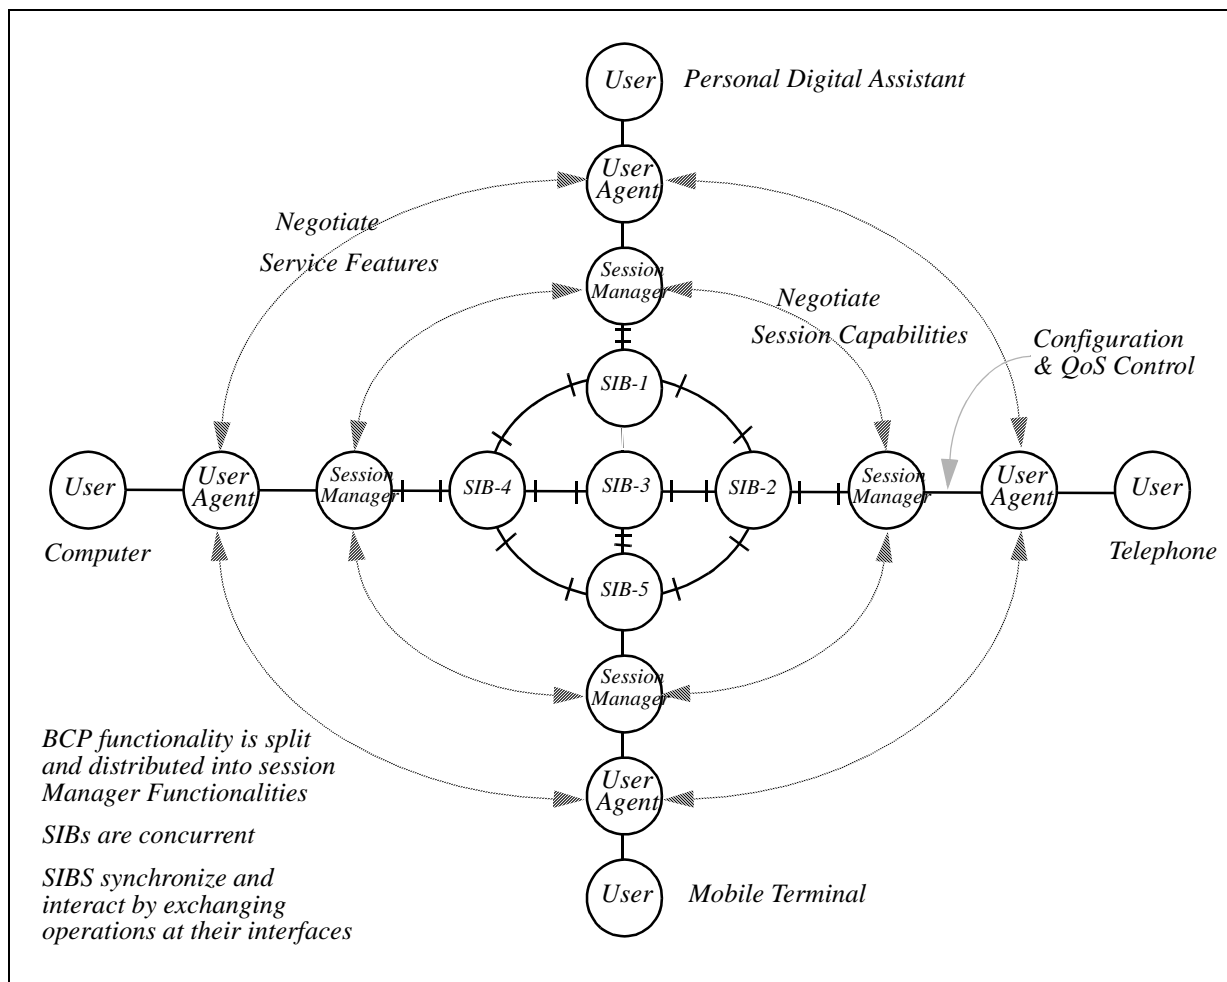 User
Personal Digital Assistant
User
Agent
Negotiate
Service Features
Session
Manager
Negotiate
Session Capabilities
Configuration
& QoS Control
SIB-1
User
User
Agent
Session
Manager
SIB-4
SIB-3
SIB-2
Session
Manager
User
Agent
User
Computer
Telephone
SIB-5
Session
Manager
BCP functionality is split
and distributed into session
Manager Functionalities
User
Agent
SIBs are concurrent
SIBS synchronize and
interact by exchanging
operations at their interfaces
User
Mobile Terminal